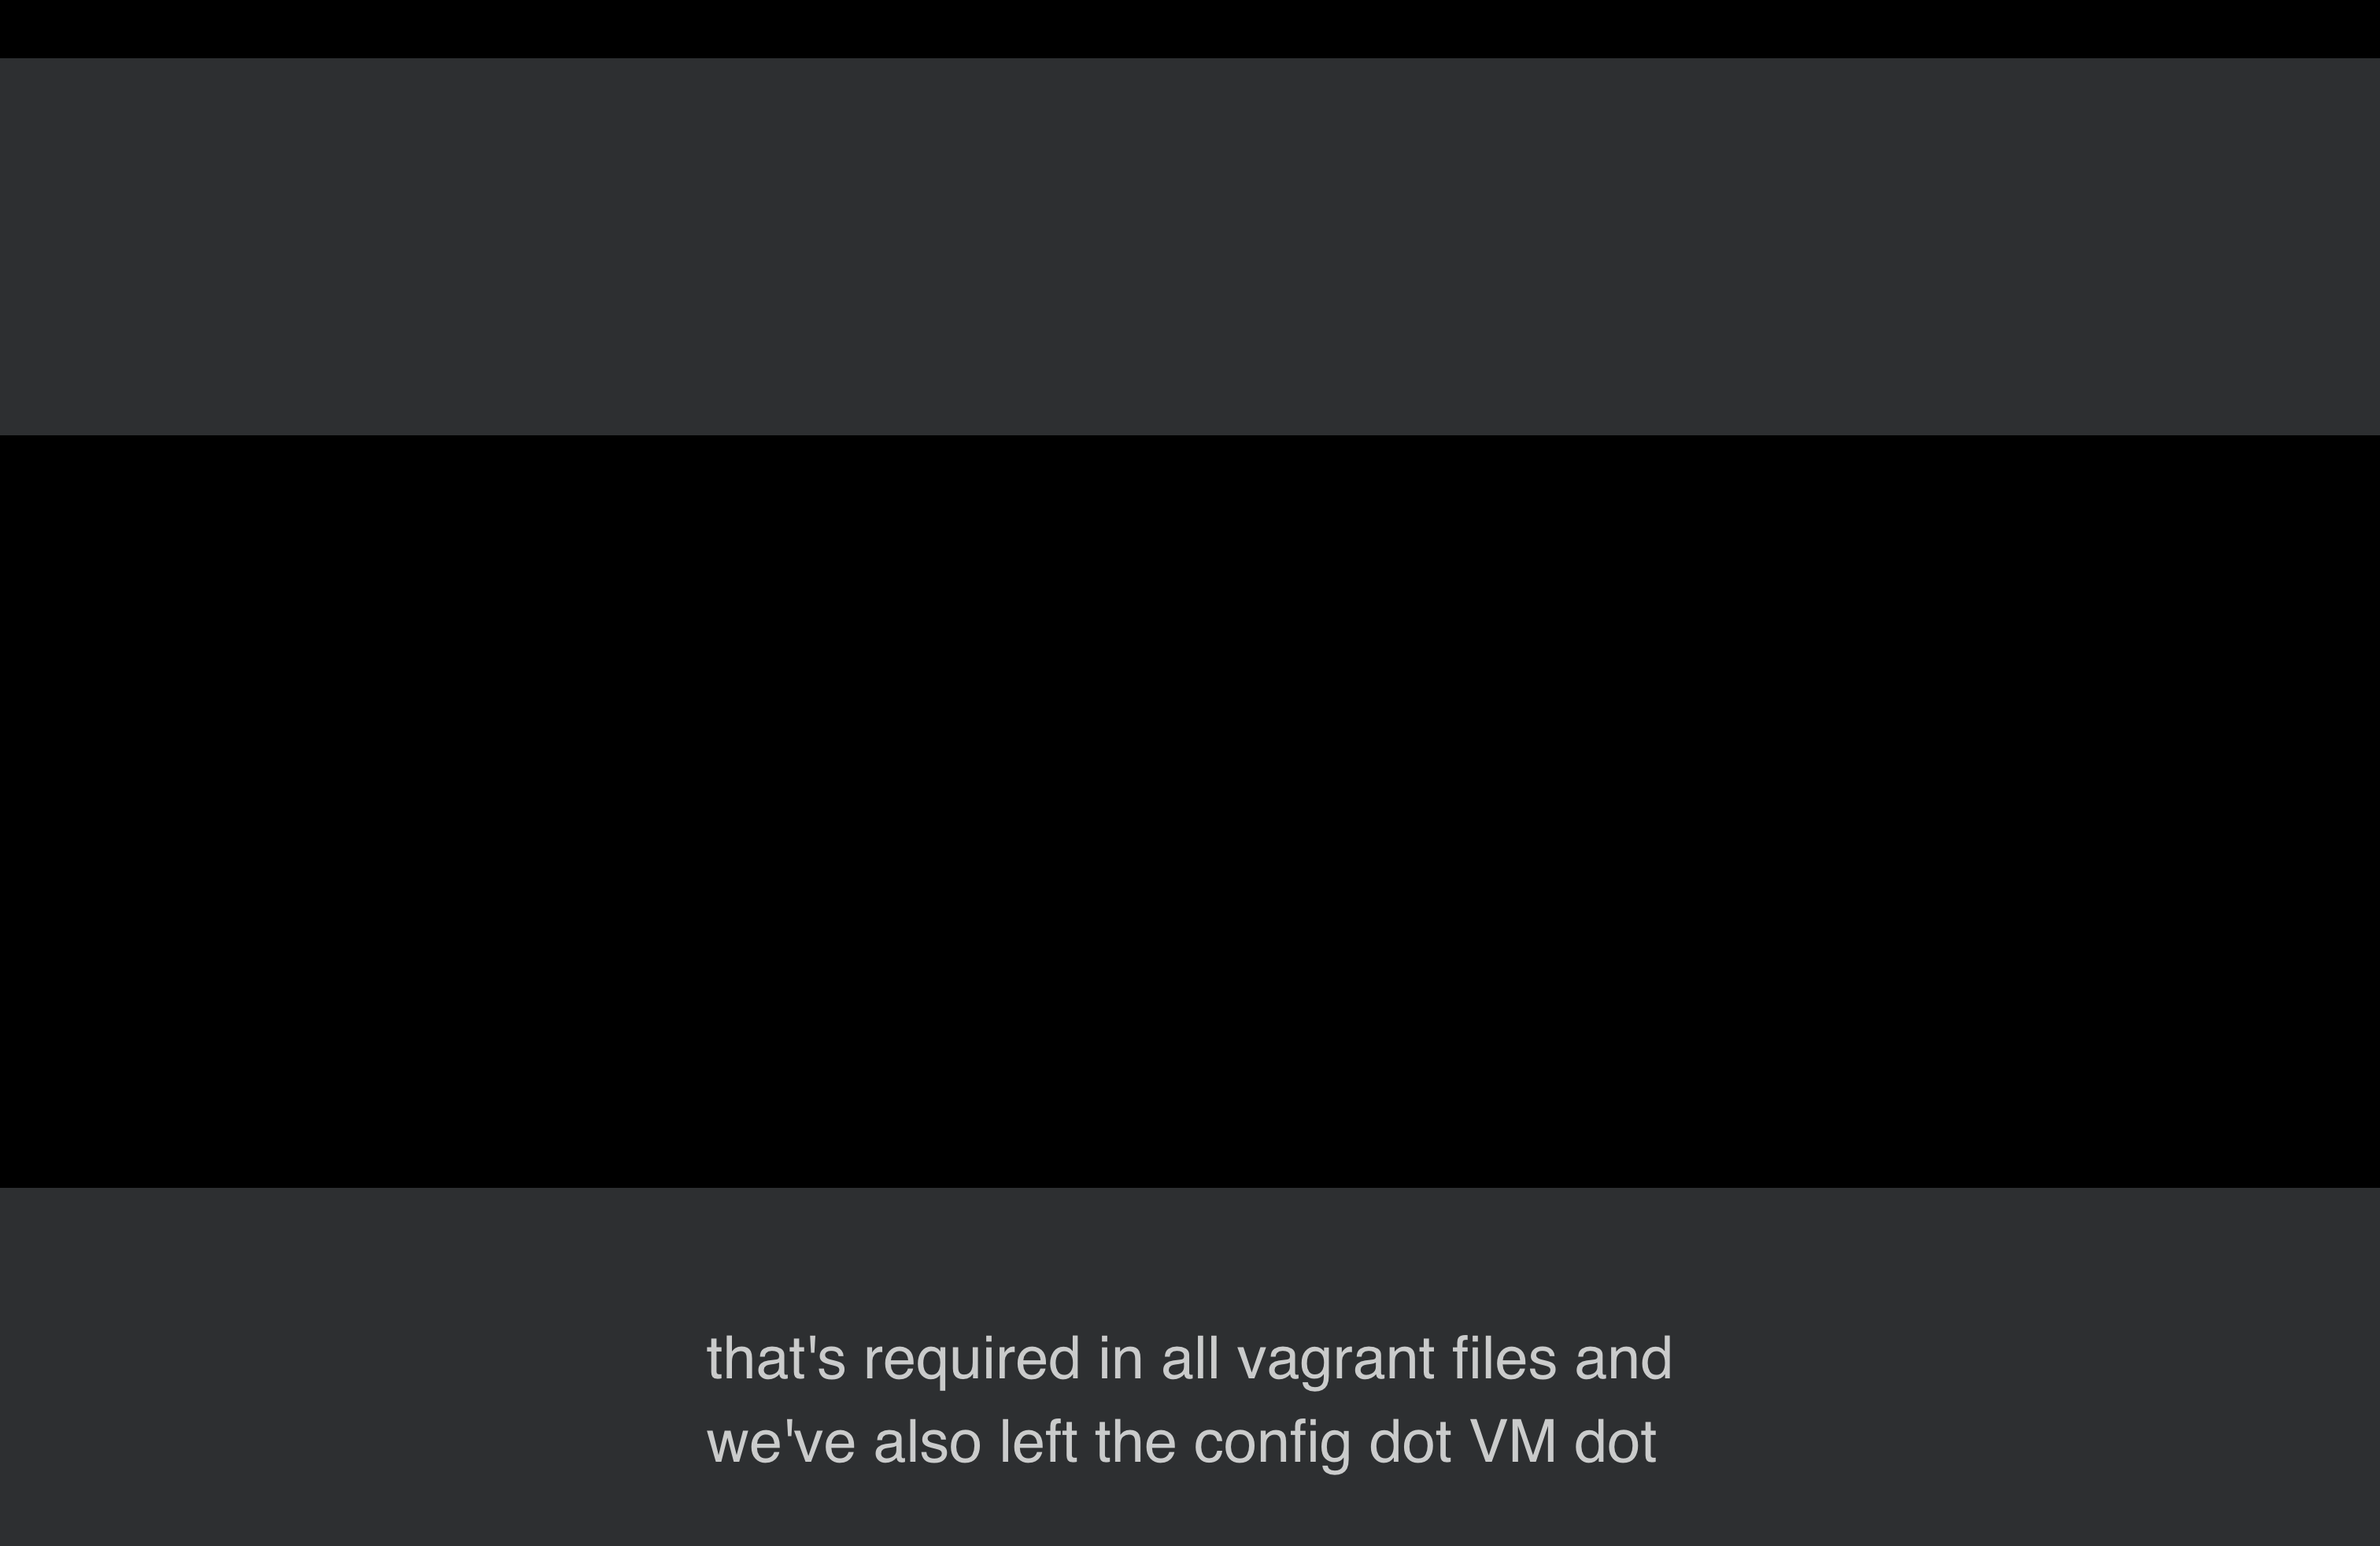 that's required in all vagrant files and
we've also left the config dot VM dot